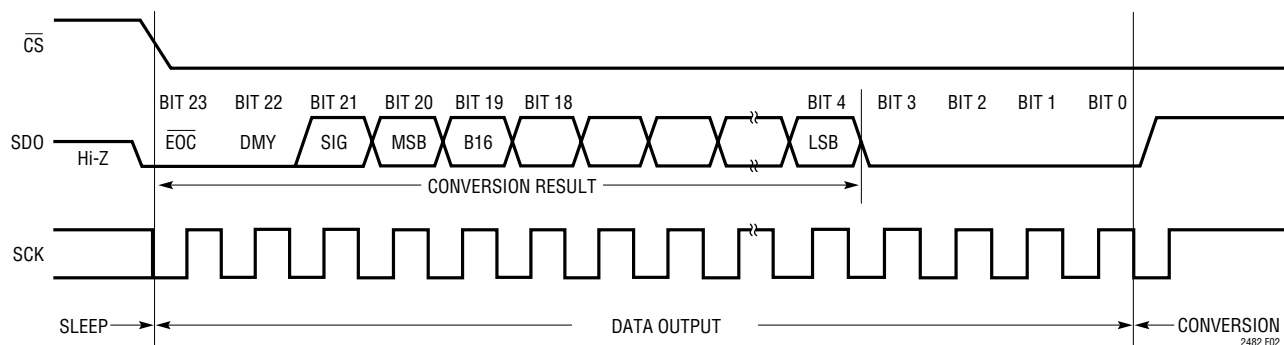 CS
BIT 23 BIT 22 BIT 21 BIT 20 BIT 19 BIT 18 BIT 4 BIT 3 BIT 2 BIT 1 BIT 0
SDO Hi-Z EOC DMY SIG MSB B16 LSB
CONVERSION RESULT
SCK
SLEEP DATA OUTPUT CONVERSION
2482 F02